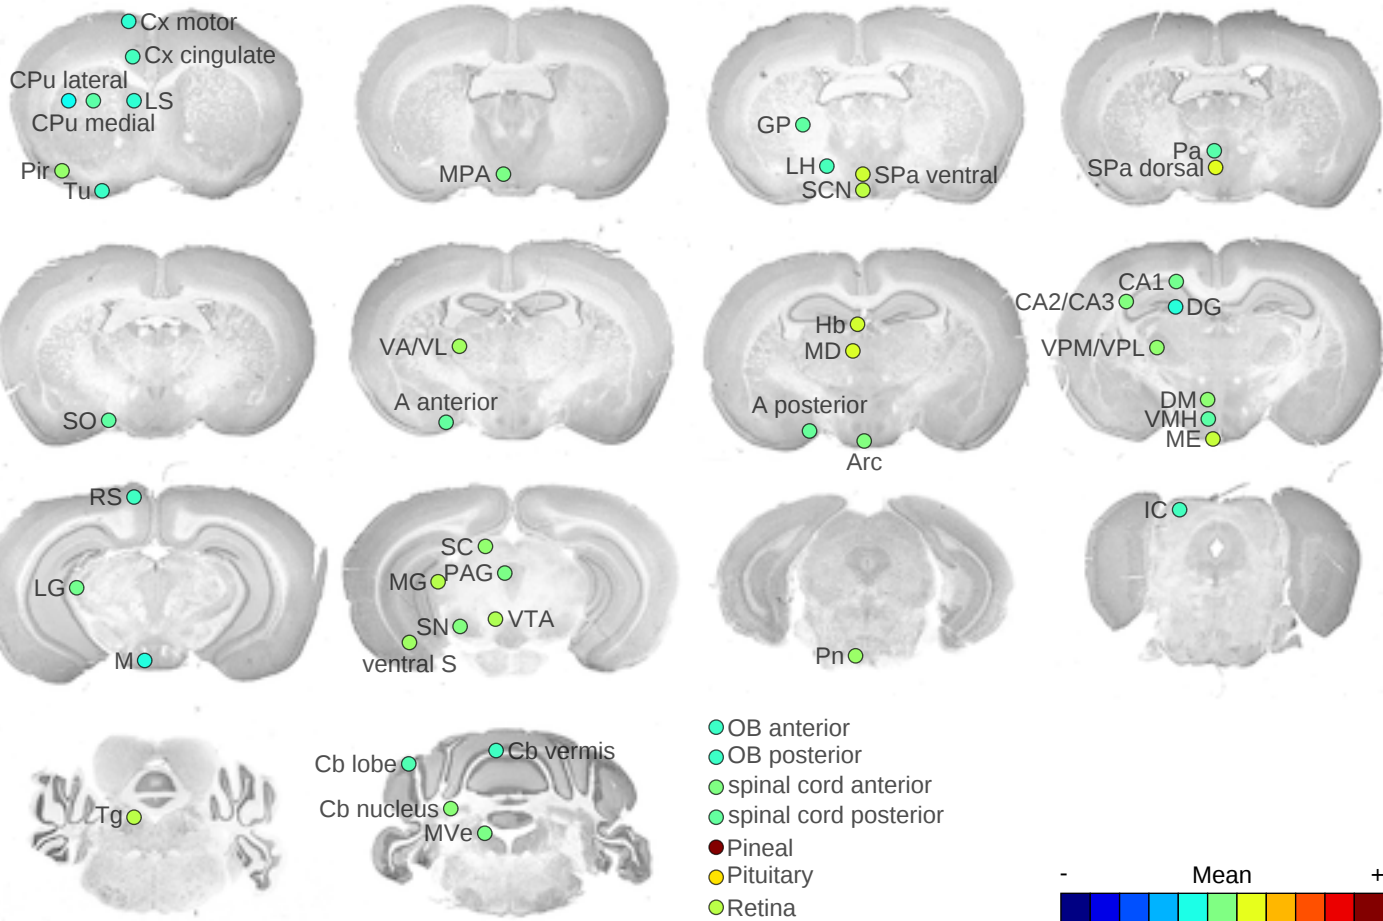 Cx motor
Cx cingulate
CPu lateral
LS
CPu medial
Pir
Tu
MPA
GP
LH
SPa ventral
SCN
Pa
SPa dorsal
SO
VA/VL
A anterior
Hb
MD
A posterior
Arc
CA1
CA2/CA3
DG
VPM/VPL
DM
VMH
ME
RS
LG
M
SC
PAG
MG
VTA
SN
ventral S
Pn
IC
Tg
Cb vermis
Cb lobe
Cb nucleus
MVe
OB anterior
OB posterior
spinal cord anterior
spinal cord posterior
Pineal
Pituitary
Retina
- Mean +